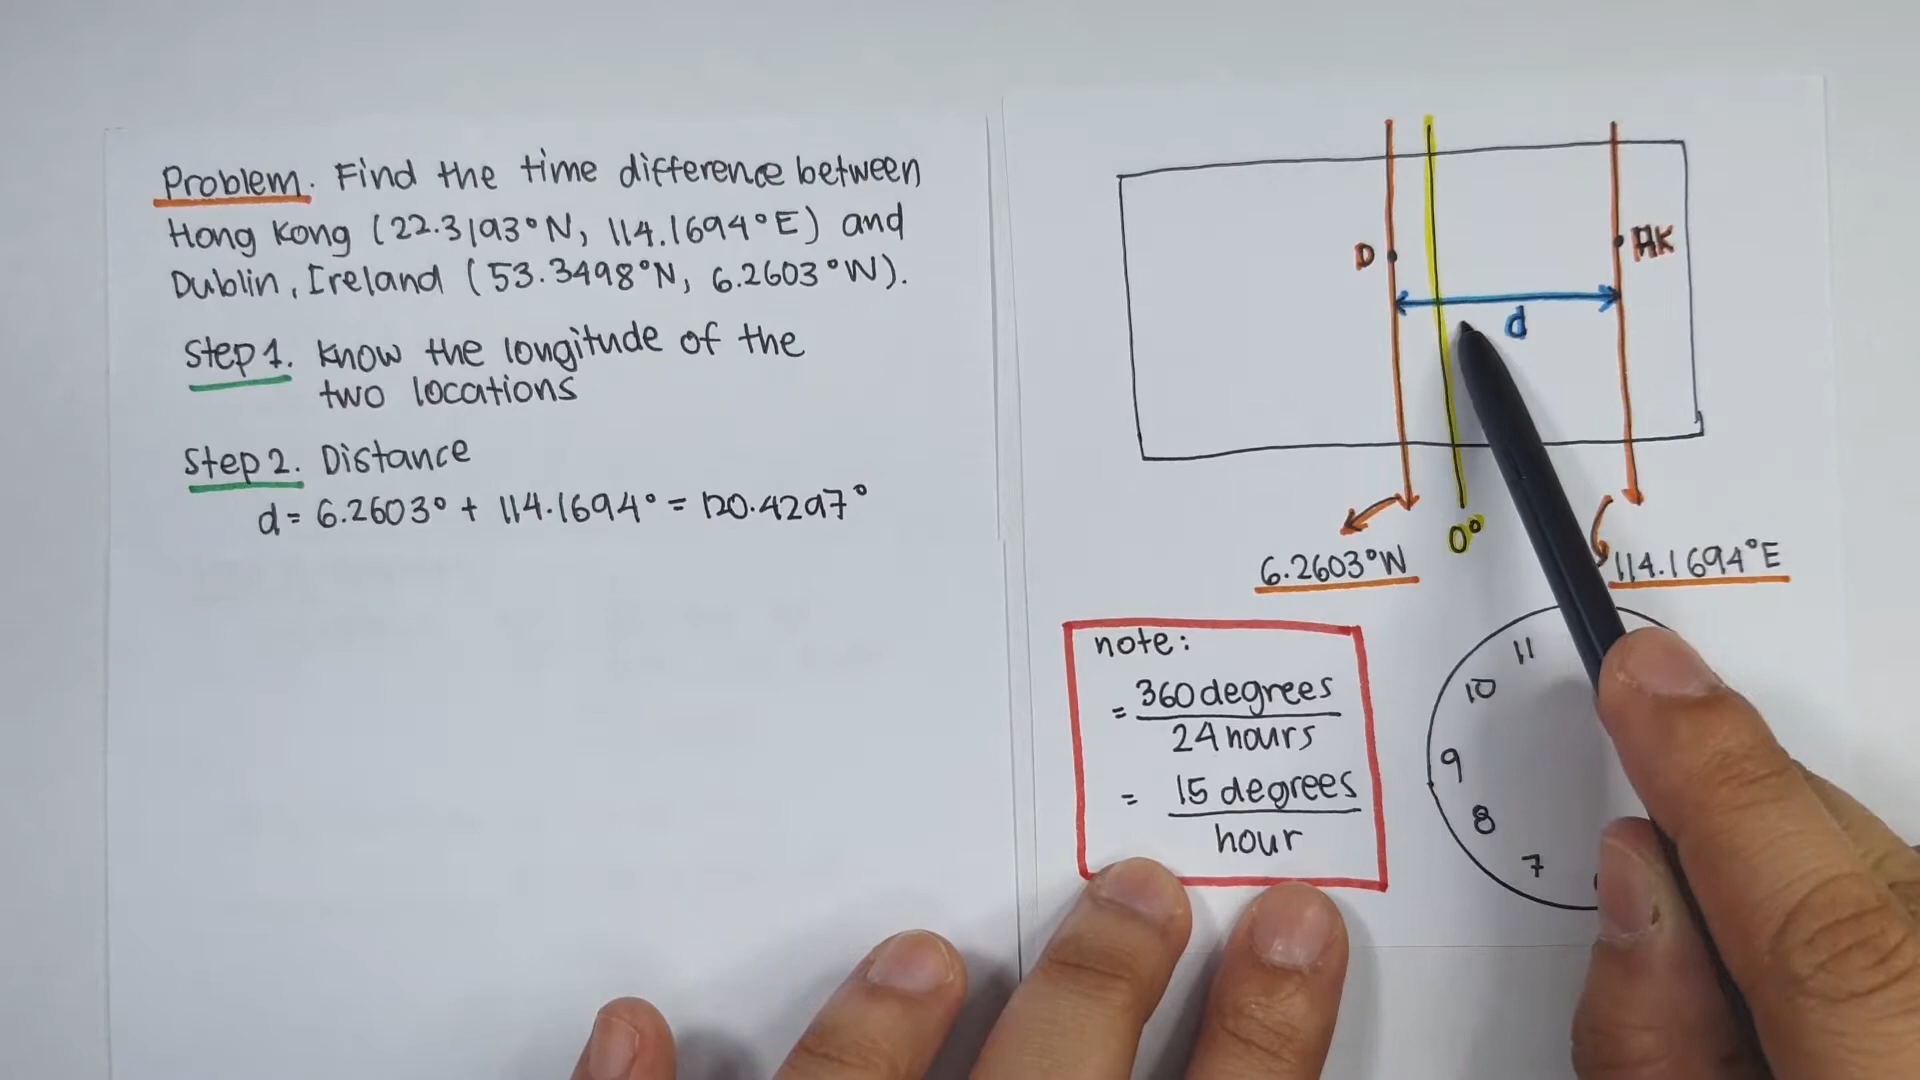 Problem. Find the time difference between
Hong Kong (22.3193°N, 114.1694°E) and
Dublin, Ireland (53.3498°N, 6.2603°W).
Step 1. Know the longitude of the
two locations
Step 2. Distance
d = 6.2603° + 114.1694° = 120.4297°
D
HK
d
0°
6.2603°W
114.1694°E
note:
= 360 degrees
24 hours
= 15 degrees
hour
11
10
9
8
7